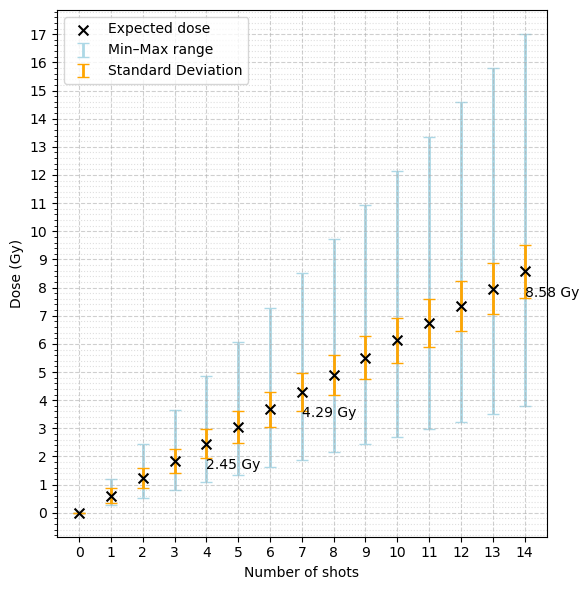 Expected dose
Min–Max range
Standard Deviation
17
16
15
14
13
12
11
10
9
8
7
6
5
4
3
2
1
0
Dose (Gy)
8.58 Gy
4.29 Gy
2.45 Gy
0 1 2 3 4 5 6 7 8 9 10 11 12 13 14
Number of shots